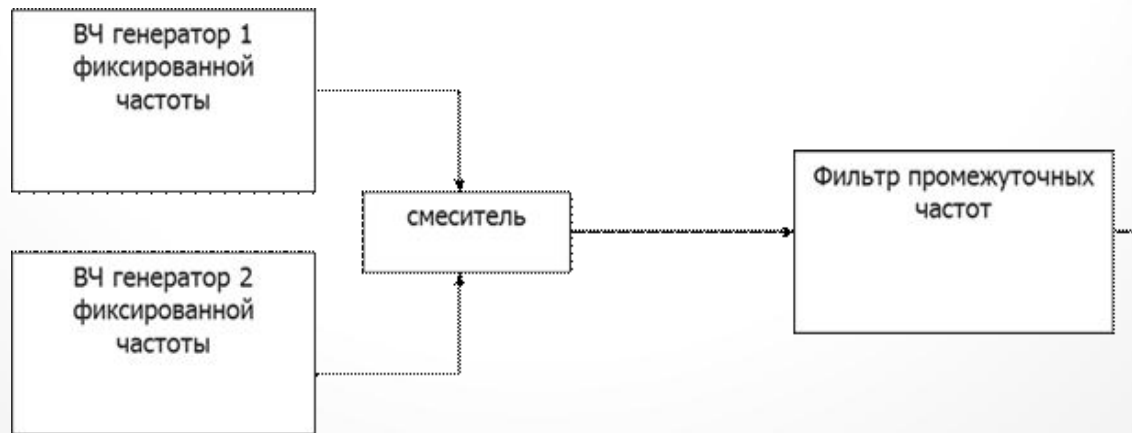 ВЧ генератор 1
фиксированной
частоты
смеситель
Фильтр промежуточных
частот
ВЧ генератор 2
фиксированной
частоты